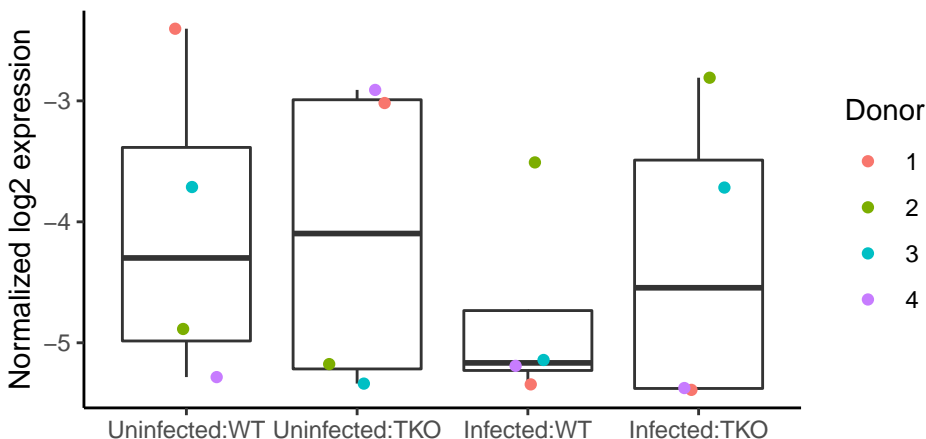 Normalized log2 expression
−3
−4
−5
Uninfected:WT
Uninfected:TKO
Infected:WT
Infected:TKO
Donor
1
2
3
4